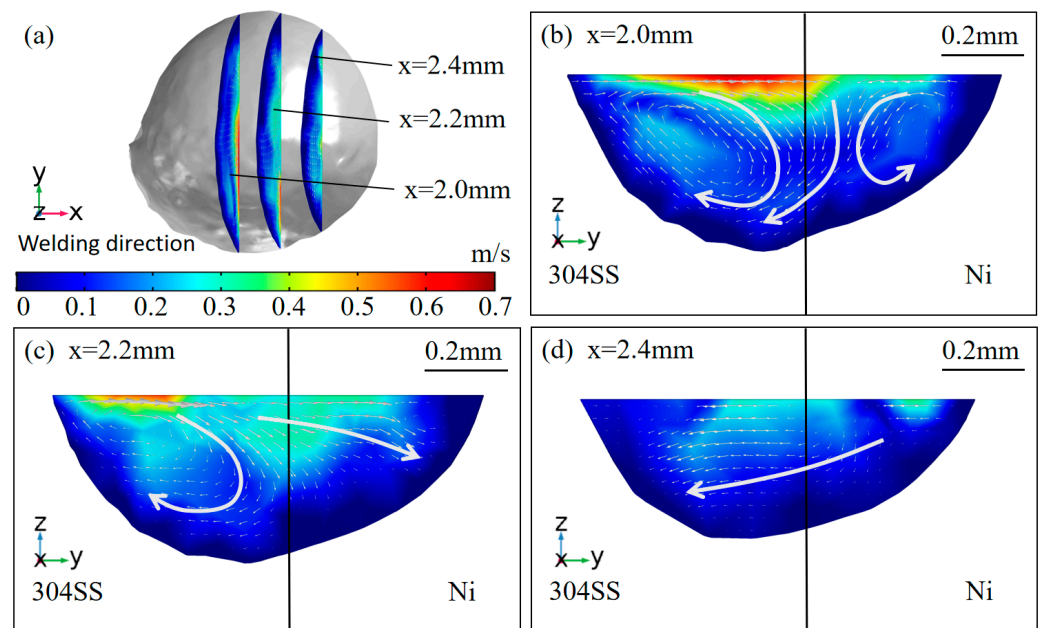 (a)
x=2.4mm
x=2.2mm
x=2.0mm
y
z x
Welding direction
m/s
0 0.1 0.2 0.3 0.4 0.5 0.6 0.7
(b) x=2.0mm
0.2mm
z
x y
304SS
Ni
(c) x=2.2mm
0.2mm
z
x y
304SS
Ni
(d) x=2.4mm
0.2mm
z
x y
304SS
Ni